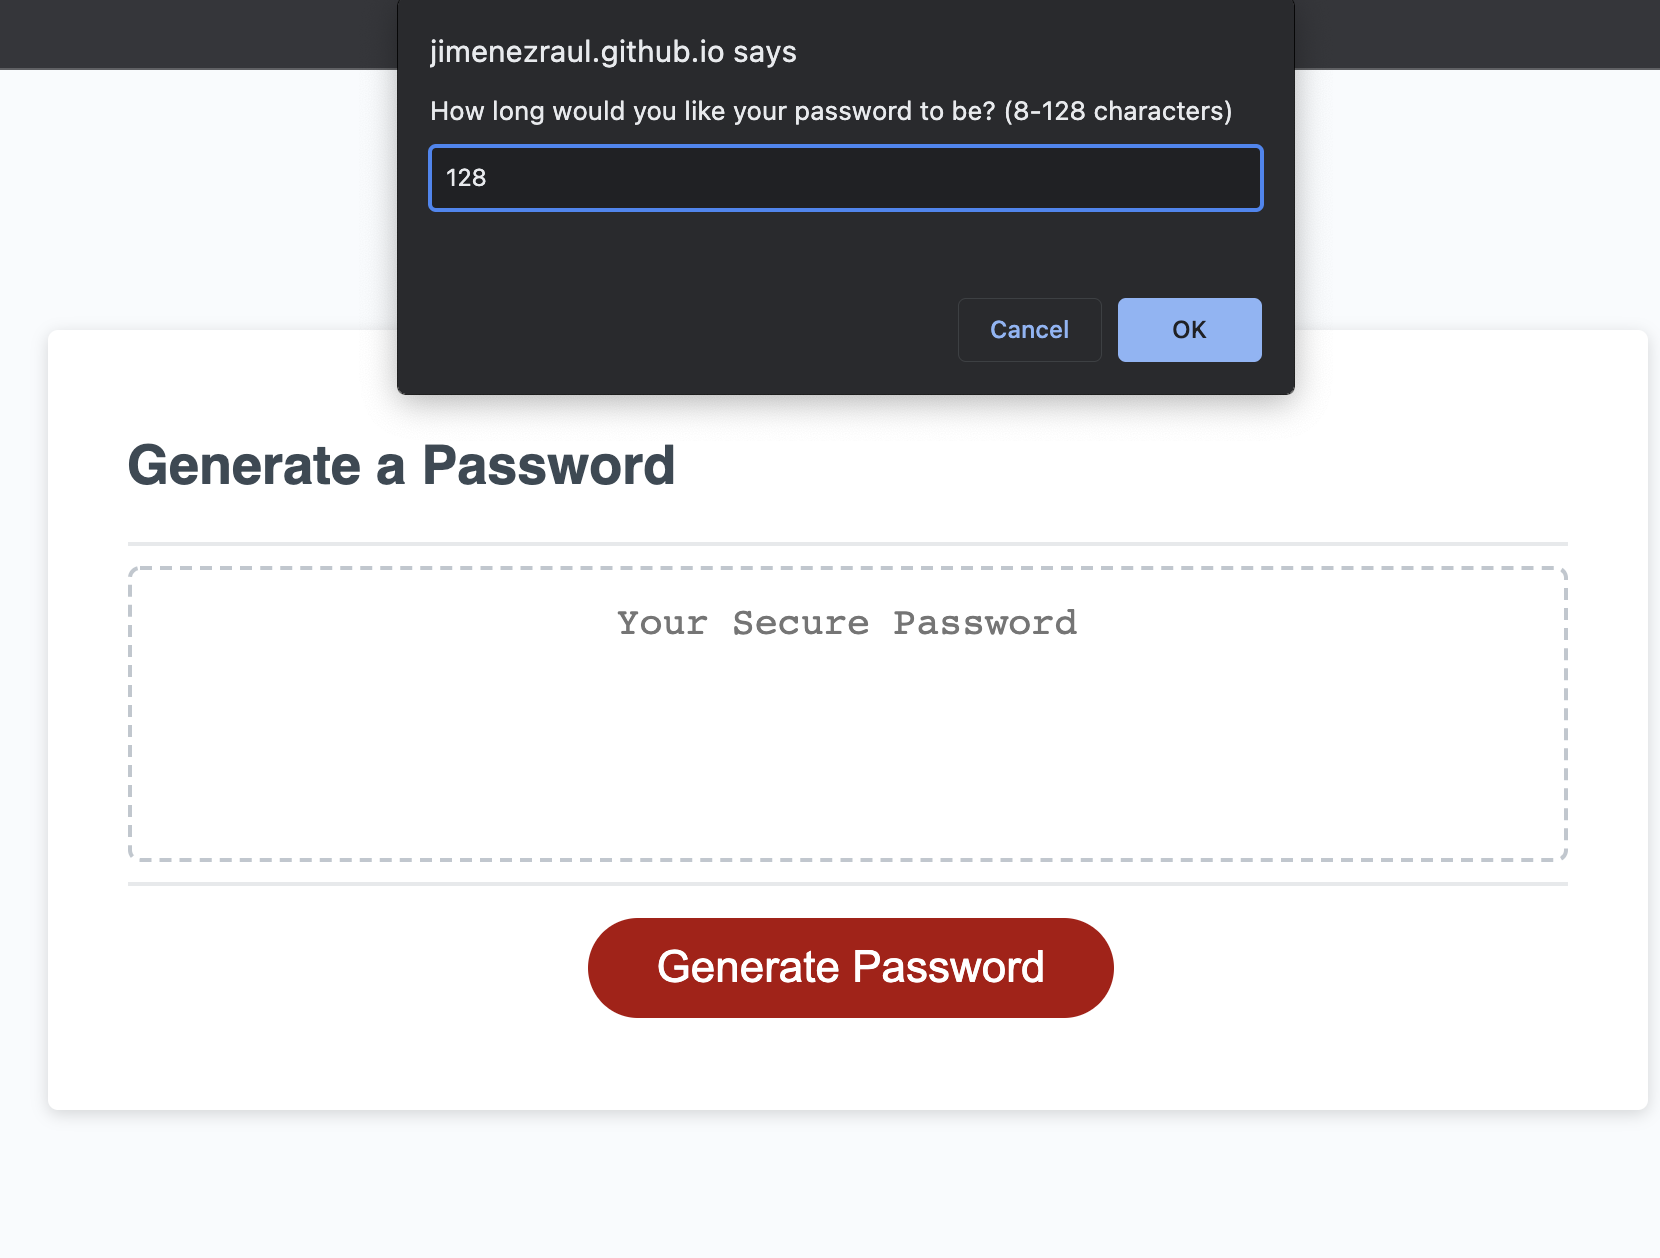 jimenezraul.github.io says
How long would you like your password to be? (8-128 characters)
128
Cancel
OK
Generate a Password
Your Secure Password
Generate Password